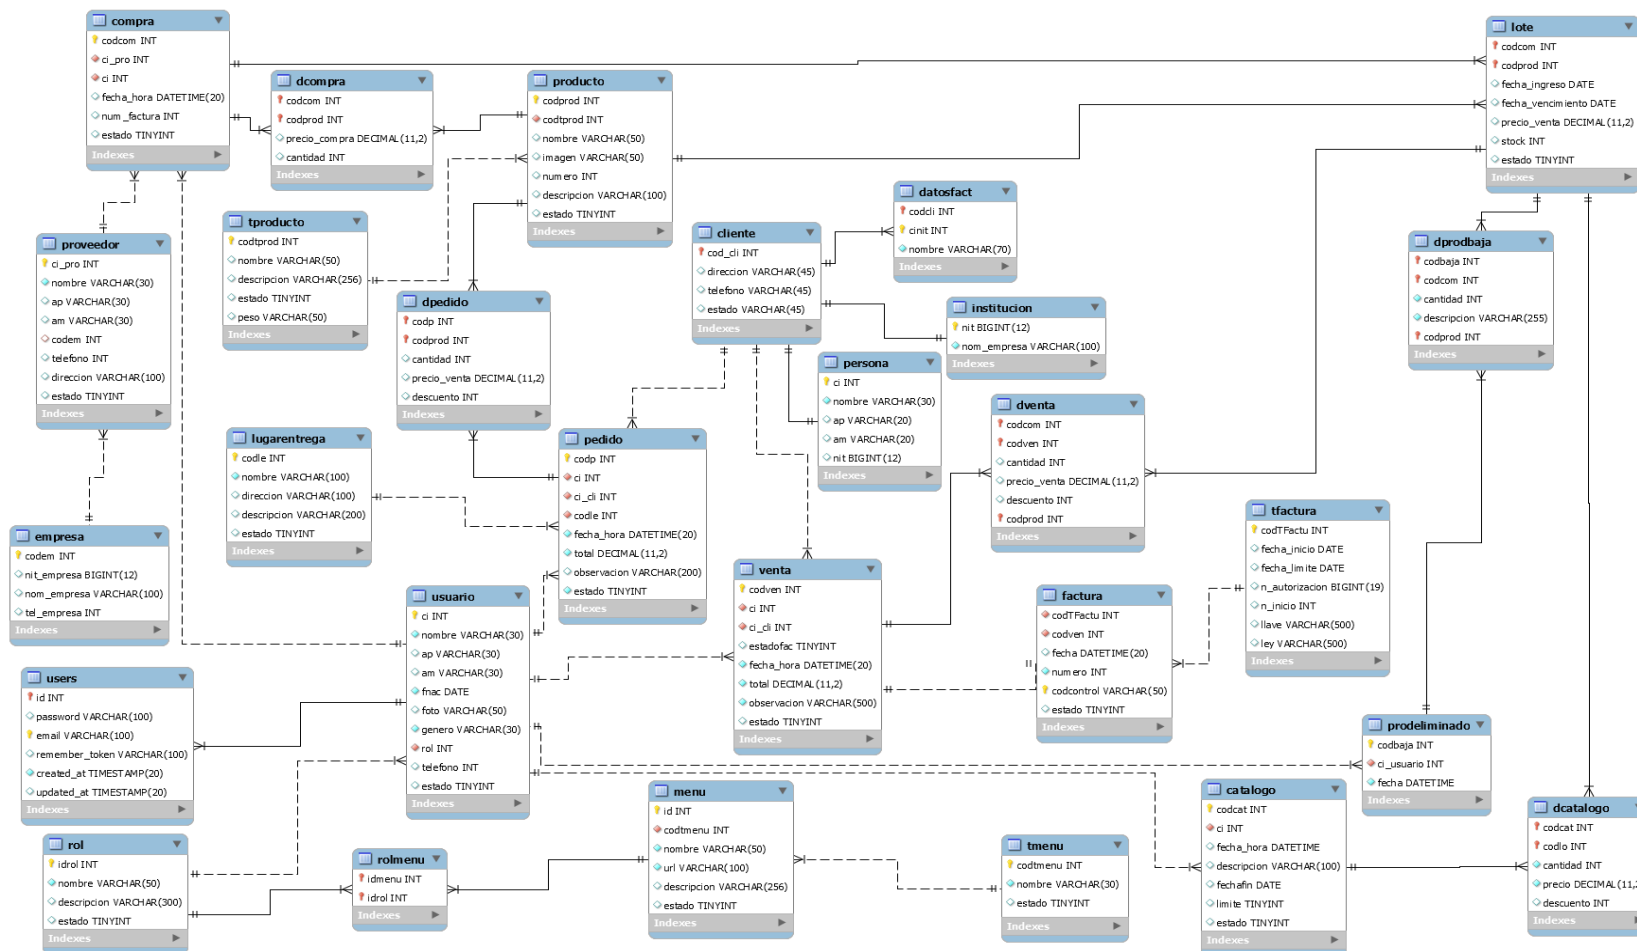 compra
codcom INT
ci_pro INT
ci INT
fecha_hora DATETIME(20)
num_factura INT
estado TINYINT
Indexes
dcompra
codcom INT
codprod INT
precio_compra DECIMAL(11,2)
cantidad INT
Indexes
producto
codprod INT
codtprod INT
nombre VARCHAR(50)
imagen VARCHAR(50)
numero INT
descripcion VARCHAR(100)
estado TINYINT
Indexes
lote
codcom INT
codprod INT
fecha_ingreso DATE
fecha_vencimiento DATE
precio_venta DECIMAL(11,2)
stock INT
estado TINYINT
Indexes
proveedor
ci_pro INT
nombre VARCHAR(30)
ap VARCHAR(30)
am VARCHAR(30)
codem INT
telefono INT
direccion VARCHAR(100)
estado TINYINT
Indexes
tproducto
codtprod INT
nombre VARCHAR(50)
descripcion VARCHAR(256)
estado TINYINT
peso VARCHAR(50)
Indexes
dpedido
codp INT
codprod INT
cantidad INT
precio_venta DECIMAL(11,2)
descuento INT
Indexes
cliente
cod_cli INT
direccion VARCHAR(45)
telefono VARCHAR(45)
estado VARCHAR(45)
Indexes
datosfact
codcli INT
cinit INT
nombre VARCHAR(70)
Indexes
institucion
nit BIGINT(12)
nom_empresa VARCHAR(100)
Indexes
persona
ci INT
nombre VARCHAR(30)
ap VARCHAR(20)
am VARCHAR(20)
nit BIGINT(12)
Indexes
dprodbaja
codbaja INT
codcom INT
cantidad INT
descripcion VARCHAR(255)
codprod INT
Indexes
lugarentrega
codle INT
nombre VARCHAR(100)
direccion VARCHAR(100)
descripcion VARCHAR(200)
estado TINYINT
Indexes
pedido
codp INT
ci INT
ci_cli INT
codle INT
fecha_hora DATETIME(20)
total DECIMAL(11,2)
observacion VARCHAR(200)
estado TINYINT
Indexes
dventa
codcom INT
codven INT
cantidad INT
precio_venta DECIMAL(11,2)
descuento INT
codprod INT
Indexes
empresa
codem INT
nit_empresa BIGINT(12)
nom_empresa VARCHAR(100)
tel_empresa INT
Indexes
usuario
ci INT
nombre VARCHAR(30)
ap VARCHAR(30)
am VARCHAR(30)
fnac DATE
foto VARCHAR(50)
genero VARCHAR(30)
rol INT
telefono INT
estado TINYINT
Indexes
venta
codven INT
ci INT
ci_cli INT
estadofac TINYINT
fecha_hora DATETIME(20)
total DECIMAL(11,2)
observacion VARCHAR(500)
estado TINYINT
Indexes
factura
codTFactu INT
codven INT
fecha DATETIME(20)
numero INT
codcontrol VARCHAR(50)
estado TINYINT
Indexes
tfactura
codTFactu INT
fecha_inicio DATE
fecha_limite DATE
n_autorizacion BIGINT(19)
n_inicio INT
llave VARCHAR(500)
ley VARCHAR(500)
Indexes
users
id INT
password VARCHAR(100)
email VARCHAR(100)
remember_token VARCHAR(100)
created_at TIMESTAMP(20)
updated_at TIMESTAMP(20)
Indexes
prodeliminado
codbaja INT
ci_usuario INT
fecha DATETIME
Indexes
rol
idrol INT
nombre VARCHAR(50)
descripcion VARCHAR(300)
estado TINYINT
Indexes
rolmenu
idmenu INT
idrol INT
Indexes
menu
id INT
codtmenu INT
nombre VARCHAR(50)
url VARCHAR(100)
descripcion VARCHAR(256)
estado TINYINT
Indexes
tmenu
codtmenu INT
nombre VARCHAR(30)
estado TINYINT
Indexes
catalogo
codcat INT
ci INT
fecha_hora DATETIME
descripcion VARCHAR(100)
fechafin DATE
limite TINYINT
estado TINYINT
Indexes
dcatalogo
codcat INT
codlo INT
cantidad INT
precio DECIMAL(11,2
descuento INT
Indexes